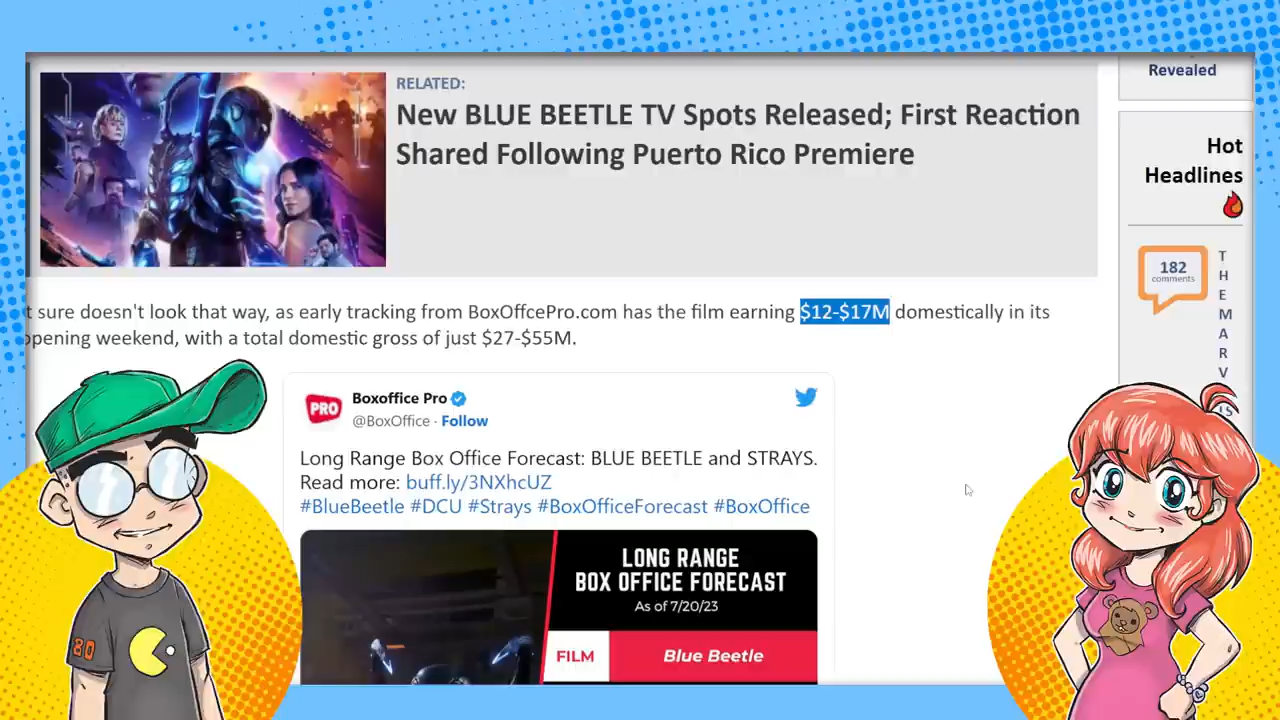 RELATED:
New BLUE BEETLE TV Spots Released; First Reaction
Shared Following Puerto Rico Premiere
t sure doesn't look that way, as early tracking from BoxOffcePro.com has the film earning $12-$17M domestically in its
opening weekend, with a total domestic gross of just $27-$55M.
PRO
Boxoffice Pro
@BoxOffice · Follow
Long Range Box Office Forecast: BLUE BEETLE and STRAYS.
Read more: buff.ly/3NXhcUZ
#BlueBeetle #DCU #Strays #BoxOfficeForecast #BoxOffice
LONG RANGE
BOX OFFICE FORECAST
As of 7/20/23
FILM
Blue Beetle
Revealed
Hot
Headlines
182
comments
T
H
E
M
A
R
V
IS
80